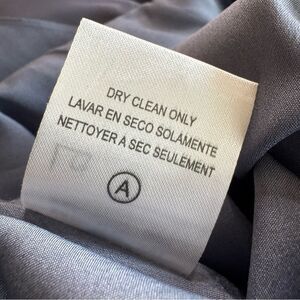 DRY CLEAN ONLY
LAVAR EN SECO SOLAMENTE
NETTOYER A SEC SEULEMENT
A